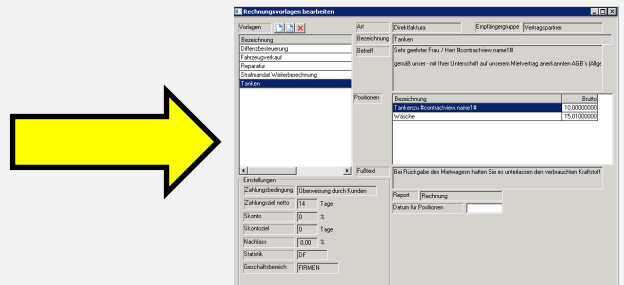 Rechnungsvorlagen bearbeiten
Vorlagen
Bezeichnung
Differenzbesteuerung
Fahrzeugverkauf
Reparatur
Strafmandat Weiterberechnung
Tanken
Art Direktfaktura Empfängergruppe Vertragspartner
Bezeichnung Tanken
Betreff Sehr geehrter Frau / Herr #contractview.name1#
gemäß unser - mit Ihrer Unterschrift auf unserem Mietvertrag anerkannten AGB's (Allge
Positionen
Bezeichnung Brutto
Tankenzu #contractview.name1# 10,00000000
Wäsche 15,01000000
Fußtext Bei Rückgabe des Mietwagesn hatten Sie es unterlassen den verbrauchten Kraftstoff
Report Rechnung
Datum für Positionen
Einstellungen
Zahlungsbedingung Überweisung durch Kunden
Zahlungsziel netto 14 Tage
Skonto 0 %
Skontoziel 0 Tage
Nachlass 0,00 %
Statistik DF
Geschäftsbereich FIRMEN